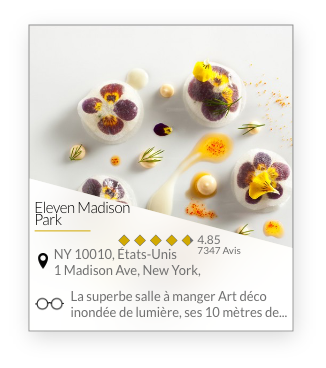 Eleven Madison
Park
4.85
7347 Avis
NY 10010, États-Unis
1 Madison Ave, New York,
La superbe salle à manger Art déco
inondée de lumière, ses 10 mètres de...